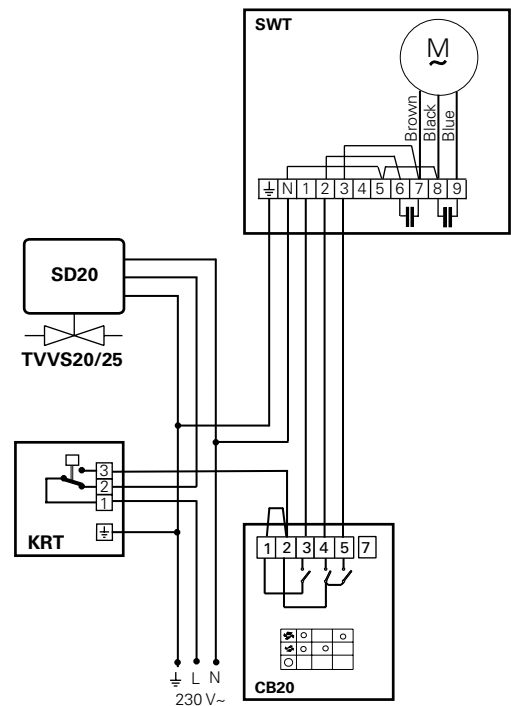 SWT
M
~
Brown
Black
Blue
N 1 2 3 4 5 6 7 8 9
SD20
TVVS20/25
3
2
1
KRT
1 2 3 4 5 7
CB20
L N
230 V~